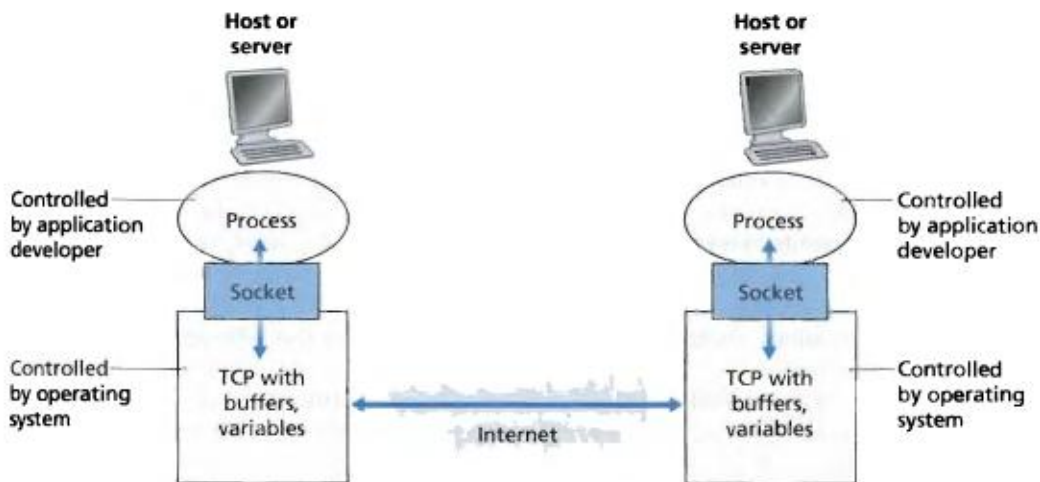 Host or
server
Host or
server
Controlled
by application
developer
Process
Process
Controlled
by application
developer
Socket
Socket
Controlled
by operating
system
TCP with
buffers,
variables
Internet
TCP with
buffers,
variables
Controlled
by operating
system